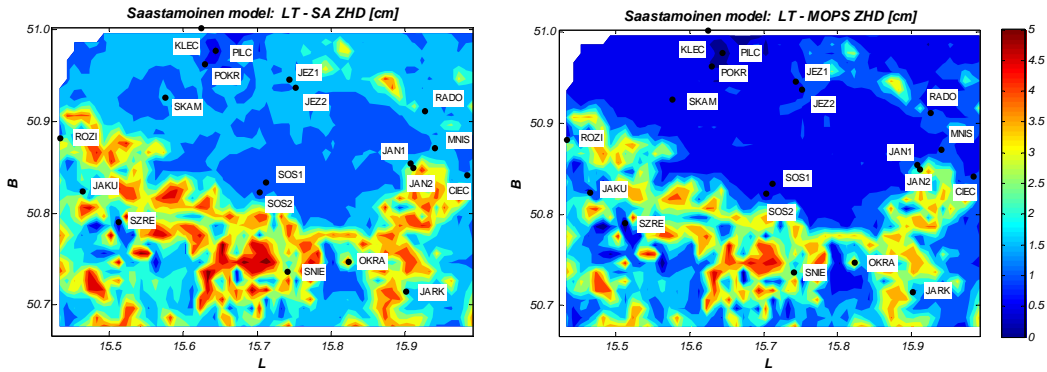 Saastamoinen model: LT - SA ZHD [cm]
51.0
50.9
50.8
50.7
B
15.5
15.6
15.7
15.8
15.9
L
KLEC
PILC
POKR
JEZ1
JEZ2
SKAM
RADO
ROZI
MNIS
JAN1
JAN2
CIEC
JAKU
SOS1
SOS2
SZRE
OKRA
SNIE
JARK
Saastamoinen model: LT - MOPS ZHD [cm]
51.0
50.9
50.8
50.7
B
15.5
15.6
15.7
15.8
15.9
L
KLEC
PILC
POKR
JEZ1
JEZ2
SKAM
RADO
ROZI
MNIS
JAN1
JAN2
CIEC
JAKU
SOS1
SOS2
SZRE
OKRA
SNIE
JARK
5
4.5
4
3.5
3
2.5
2
1.5
1
0.5
0